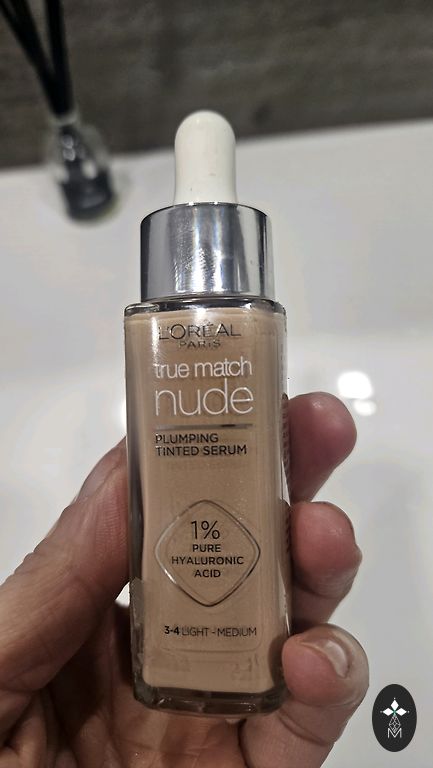 L'ORÉAL
PARIS
true match
nude
PLUMPING
TINTED SERUM
1%
PURE
HYALURONIC
ACID
3-4 LIGHT - MEDIUM
M